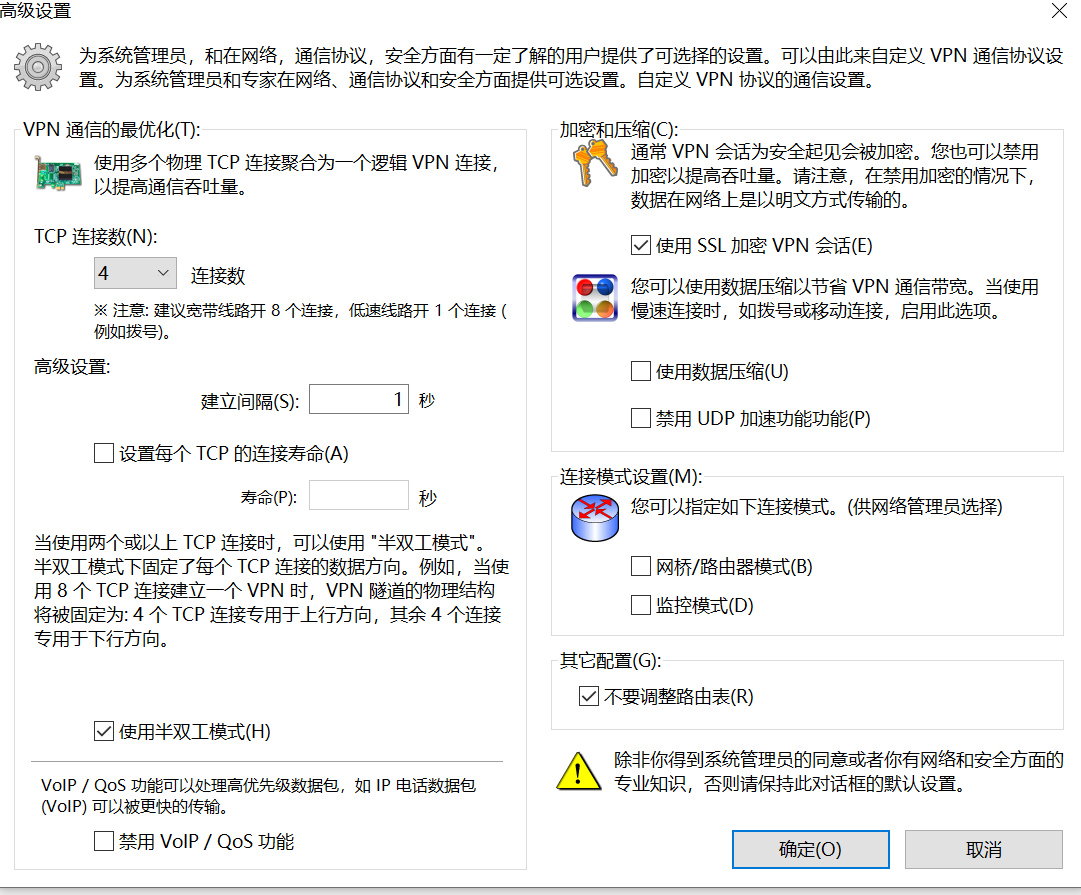 高级设置
为系统管理员，和在网络，通信协议，安全方面有一定了解的用户提供了可选择的设置。可以由此来自定义 VPN 通信协议设
置。为系统管理员和专家在网络、通信协议和安全方面提供可选设置。自定义 VPN 协议的通信设置。
VPN 通信的最优化(T):
使用多个物理 TCP 连接聚合为一个逻辑 VPN 连接，
以提高通信吞吐量。
TCP 连接数(N):
4
连接数
※ 注意: 建议宽带线路开 8 个连接，低速线路开 1 个连接 (
例如拨号)。
高级设置:
建立间隔(S):
1
秒
设置每个 TCP 的连接寿命(A)
寿命(P):
秒
当使用两个或以上 TCP 连接时，可以使用 "半双工模式"。
半双工模式下固定了每个 TCP 连接的数据方向。例如，当使
用 8 个 TCP 连接建立一个 VPN 时，VPN 隧道的物理结构
将被固定为: 4 个 TCP 连接专用于上行方向，其余 4 个连接
专用于下行方向。
使用半双工模式(H)
VoIP / QoS 功能可以处理高优先级数据包，如 IP 电话数据包
(VoIP) 可以被更快的传输。
禁用 VoIP / QoS 功能
加密和压缩(C):
通常 VPN 会话为安全起见会被加密。您也可以禁用
加密以提高吞吐量。请注意，在禁用加密的情况下，
数据在网络上是以明文方式传输的。
使用 SSL 加密 VPN 会话(E)
您可以使用数据压缩以节省 VPN 通信带宽。当使用
慢速连接时，如拨号或移动连接，启用此选项。
使用数据压缩(U)
禁用 UDP 加速功能功能(P)
连接模式设置(M):
您可以指定如下连接模式。(供网络管理员选择)
网桥/路由器模式(B)
监控模式(D)
其它配置(G):
不要调整路由表(R)
除非你得到系统管理员的同意或者你有网络和安全方面的
专业知识，否则请保持此对话框的默认设置。
确定(O)
取消